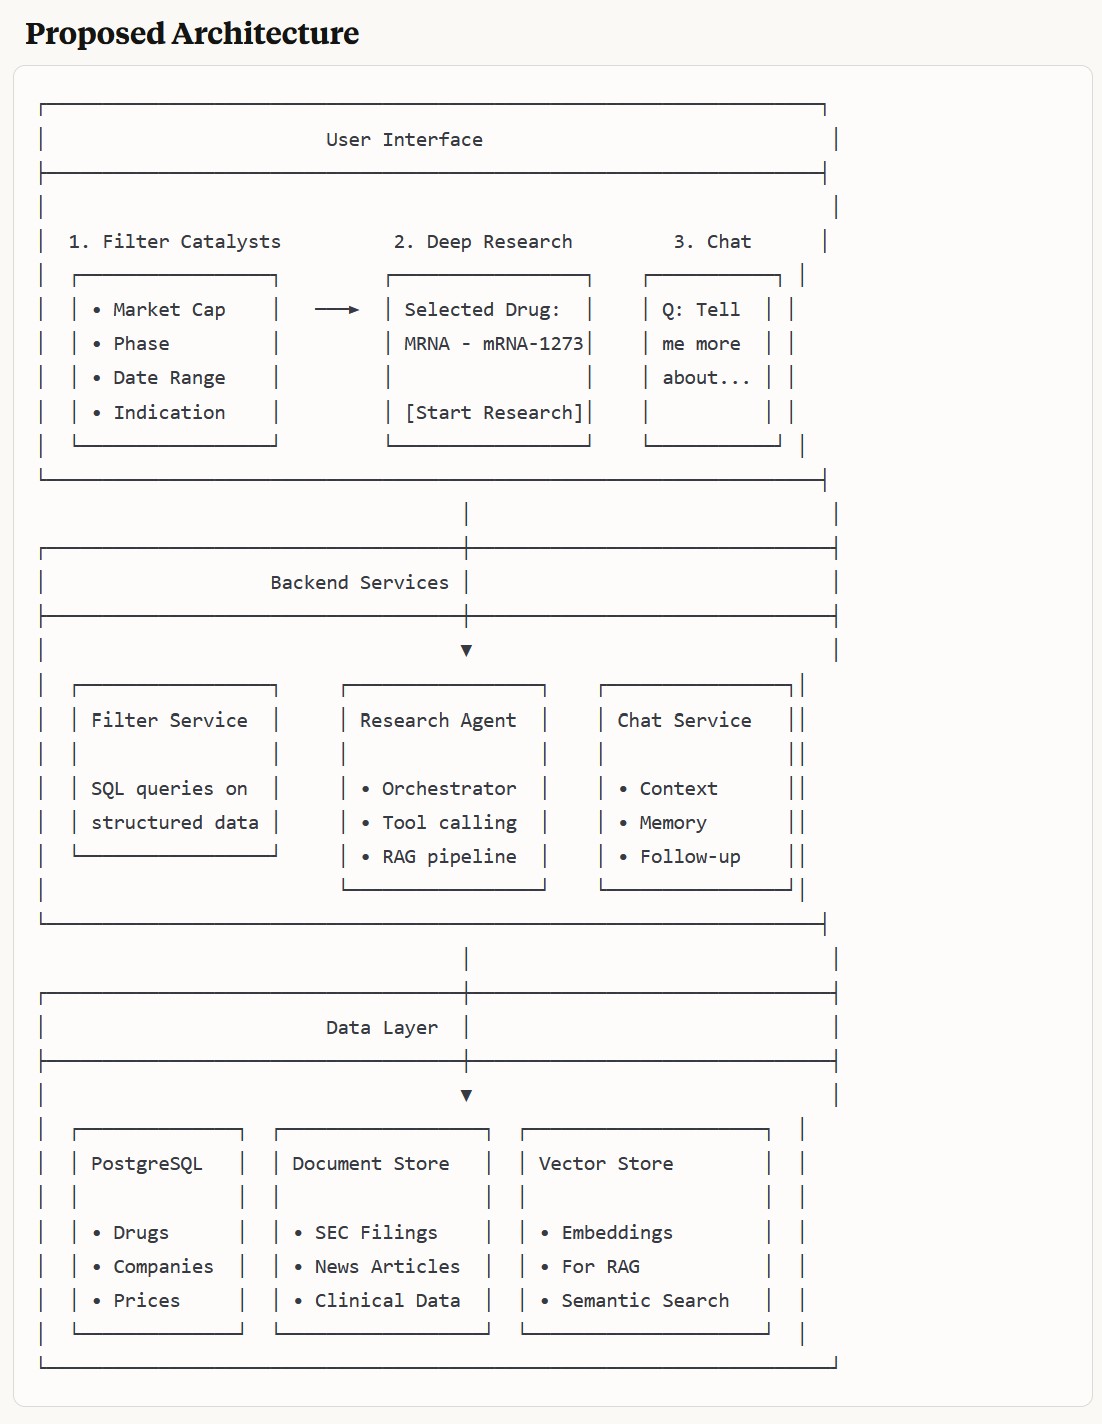 Proposed Architecture
User Interface
1. Filter Catalysts 2. Deep Research 3. Chat
• Market Cap Selected Drug: Q: Tell
• Phase MRNA - mRNA-1273 me more
• Date Range about...
• Indication [Start Research]
Backend Services
▼
Filter Service Research Agent Chat Service
SQL queries on • Orchestrator • Context
structured data • Tool calling • Memory
• RAG pipeline • Follow-up
Data Layer
▼
PostgreSQL Document Store Vector Store
• Drugs • SEC Filings • Embeddings
• Companies • News Articles • For RAG
• Prices • Clinical Data • Semantic Search